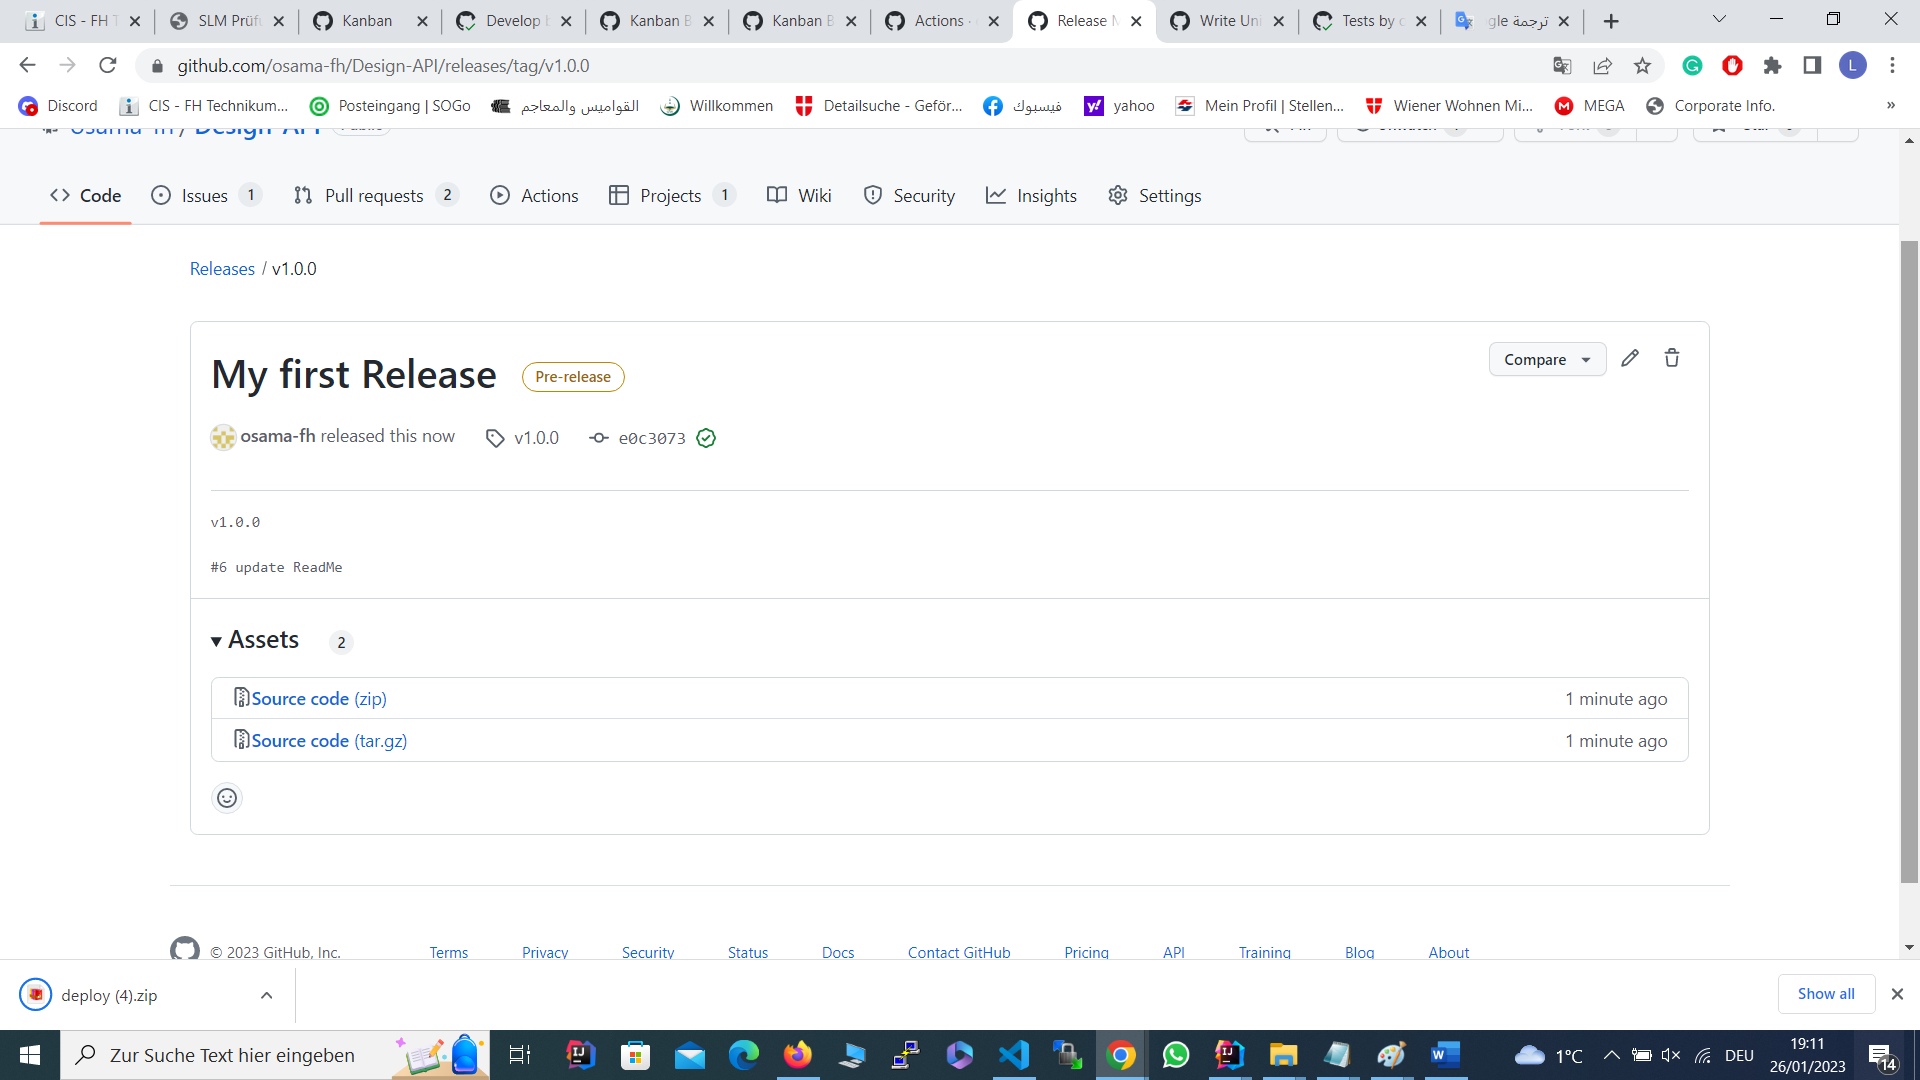 CIS - FH T
SLM Prüf
Kanban
Develop b
Kanban B
Kanban B
Actions ·
Release M
Write Uni
Tests by c
ترجمة gle
github.com/osama-fh/Design-API/releases/tag/v1.0.0
L
Discord
CIS - FH Technikum...
Posteingang | SOGo
القواميس والمعاجم
Willkommen
Detailsuche - Geför...
فيسبوك
yahoo
Mein Profil | Stellen...
Wiener Wohnen Mi...
MEGA
Corporate Info.
»
osama-fh / Design-API Public
Code
Issues 1
Pull requests 2
Actions
Projects 1
Wiki
Security
Insights
Settings
Releases / v1.0.0
My first Release Pre-release
Compare
osama-fh released this now v1.0.0 e0c3073
v1.0.0
#6 update ReadMe
Assets 2
Source code (zip) 1 minute ago
Source code (tar.gz) 1 minute ago
© 2023 GitHub, Inc.
Terms
Privacy
Security
Status
Docs
Contact GitHub
Pricing
API
Training
Blog
About
deploy (4).zip
Show all
Zur Suche Text hier eingeben
1°C
DEU
19:11
26/01/2023
14